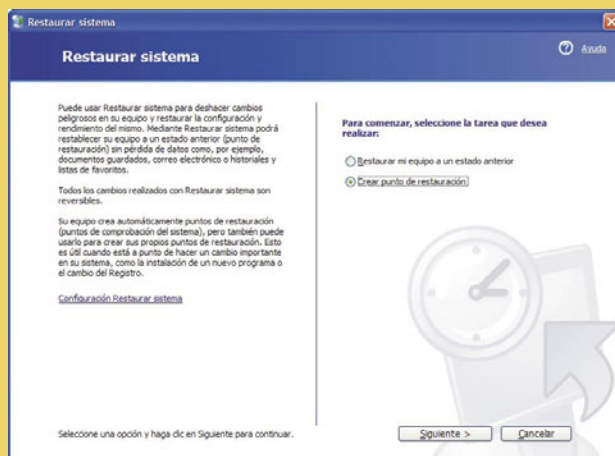 Restaurar sistema
Restaurar sistema
Ayuda
Puede usar Restaurar sistema para deshacer cambios
peligrosos en su equipo y restaurar la configuración y
rendimiento del mismo. Mediante Restaurar sistema podrá
restablecer su equipo a un estado anterior (punto de
restauración) sin pérdida de datos como, por ejemplo,
documentos guardados, correo electrónico o historiales y
listas de favoritos.
Todos los cambios realizados con Restaurar sistema son
reversibles.
Su equipo crea automáticamente puntos de restauración
(puntos de comprobación del sistema), pero también puede
usarlo para crear sus propios puntos de restauración. Esto
es útil cuando está a punto de hacer un cambio importante
en su sistema, como la instalación de un nuevo programa o
el cambio del Registro.
Configuración Restaurar sistema
Para comenzar, seleccione la tarea que desea
realizar:
Restaurar mi equipo a un estado anterior
Crear punto de restauración
Seleccione una opción y haga clic en Siguiente para continuar.
Siguiente >
Cancelar